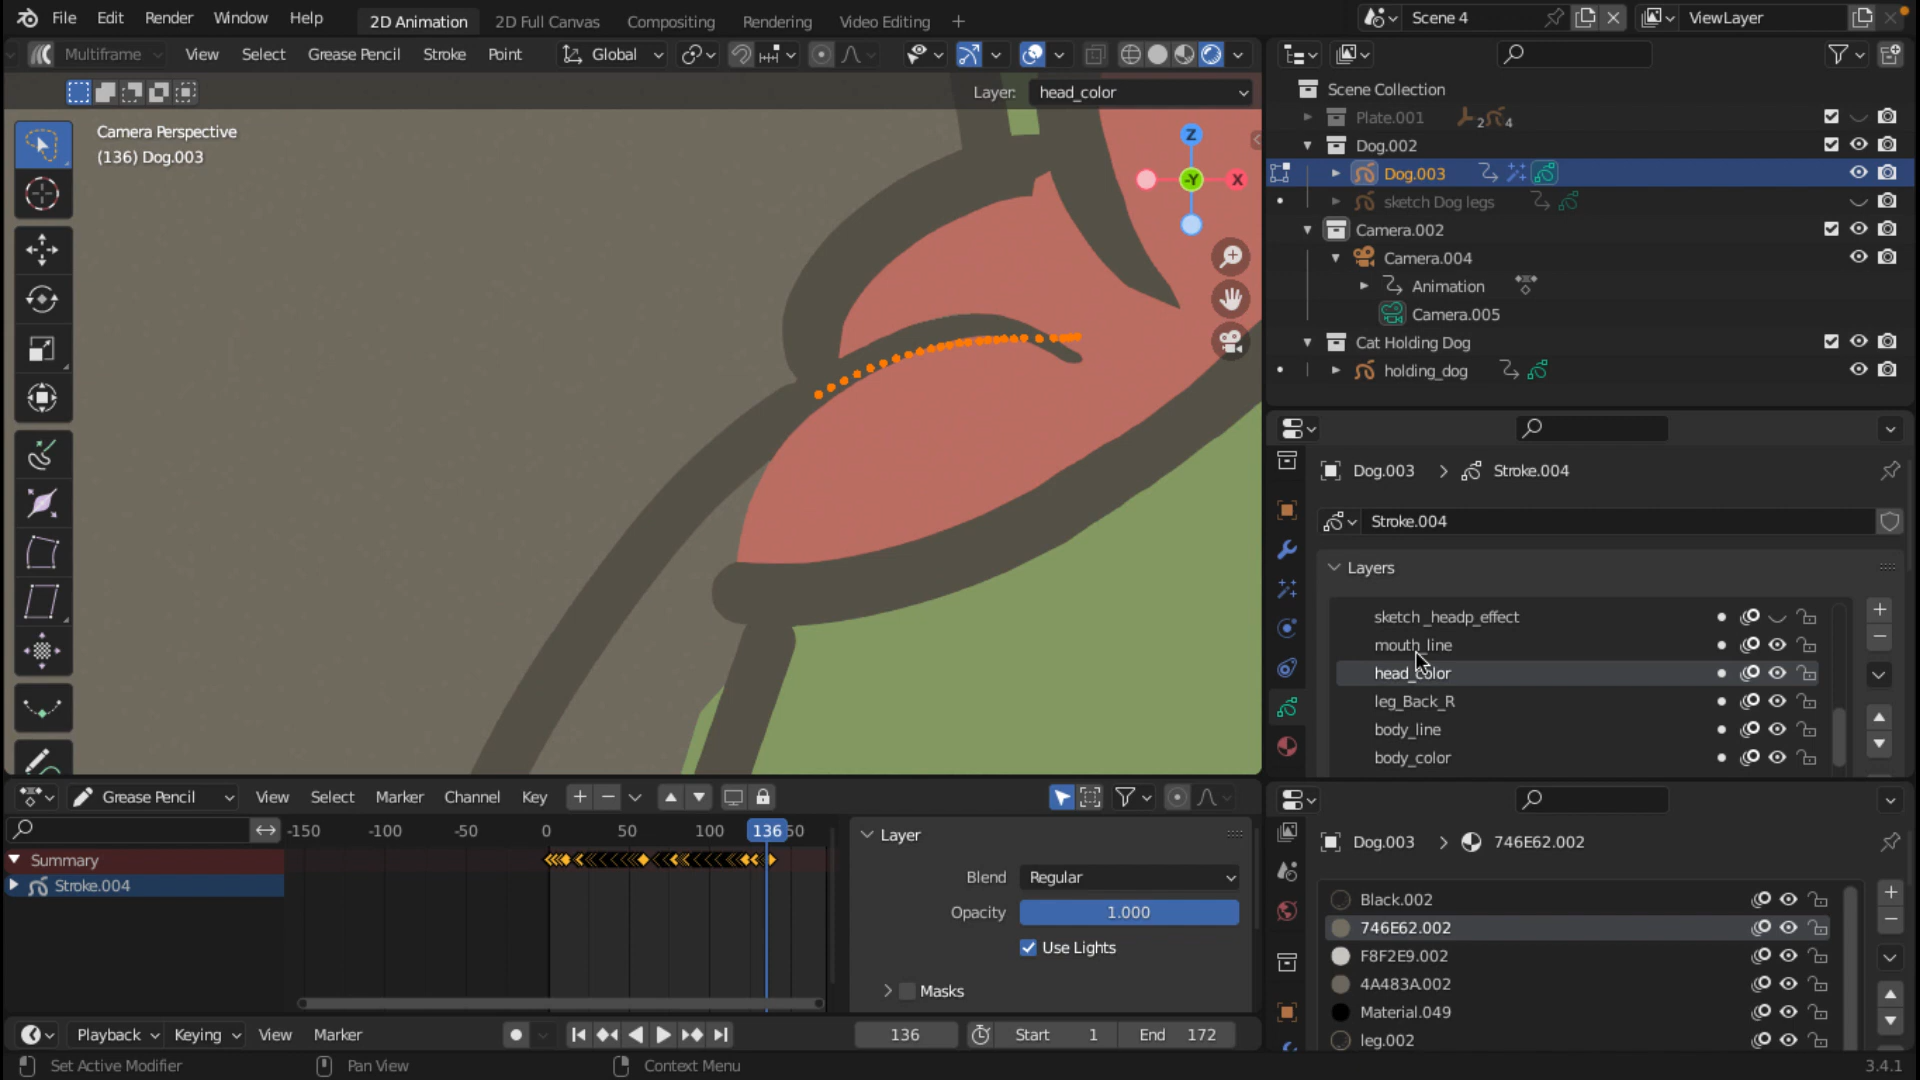 File Edit Render Window Help 2D Animation 2D Full Canvas Compositing Rendering Video Editing Scene 4 ViewLayer
Multiframe View Select Grease Pencil Stroke Point Global
Layer: head_color
Camera Perspective
(136) Dog.003
Z
-Y
X
Scene Collection
Plate.001 2 4
Dog.002
Dog.003
sketch Dog legs
Camera.002
Camera.004
Animation
Camera.005
Cat Holding Dog
holding_dog
Dog.003 > Stroke.004
Stroke.004
Layers
sketch _headp_effect
mouth_line
head_color
leg_Back_R
body_line
body_color
Grease Pencil View Select Marker Channel Key
-150 -100 -50 0 50 100 136 50
Summary
Stroke.004
Layer
Blend Regular
Opacity 1.000
Use Lights
Masks
Dog.003 > 746E62.002
Black.002
746E62.002
F8F2E9.002
4A483A.002
Material.049
leg.002
Playback Keying View Marker 136 Start 1 End 172
Set Active Modifier Pan View Context Menu 3.4.1